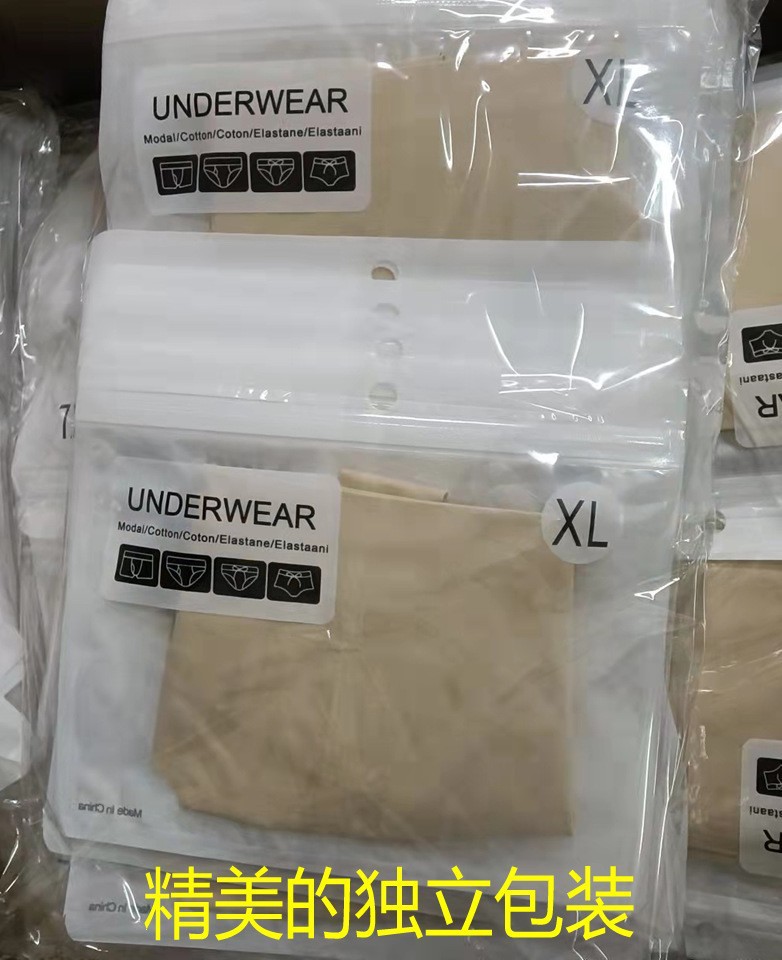 UNDERWEAR
Modal/Cotton/Coton/Elastane/Elastaani
XL
UNDERWEAR
Modal/Cotton/Coton/Elastane/Elastaani
XL
Made in China
精美的独立包装